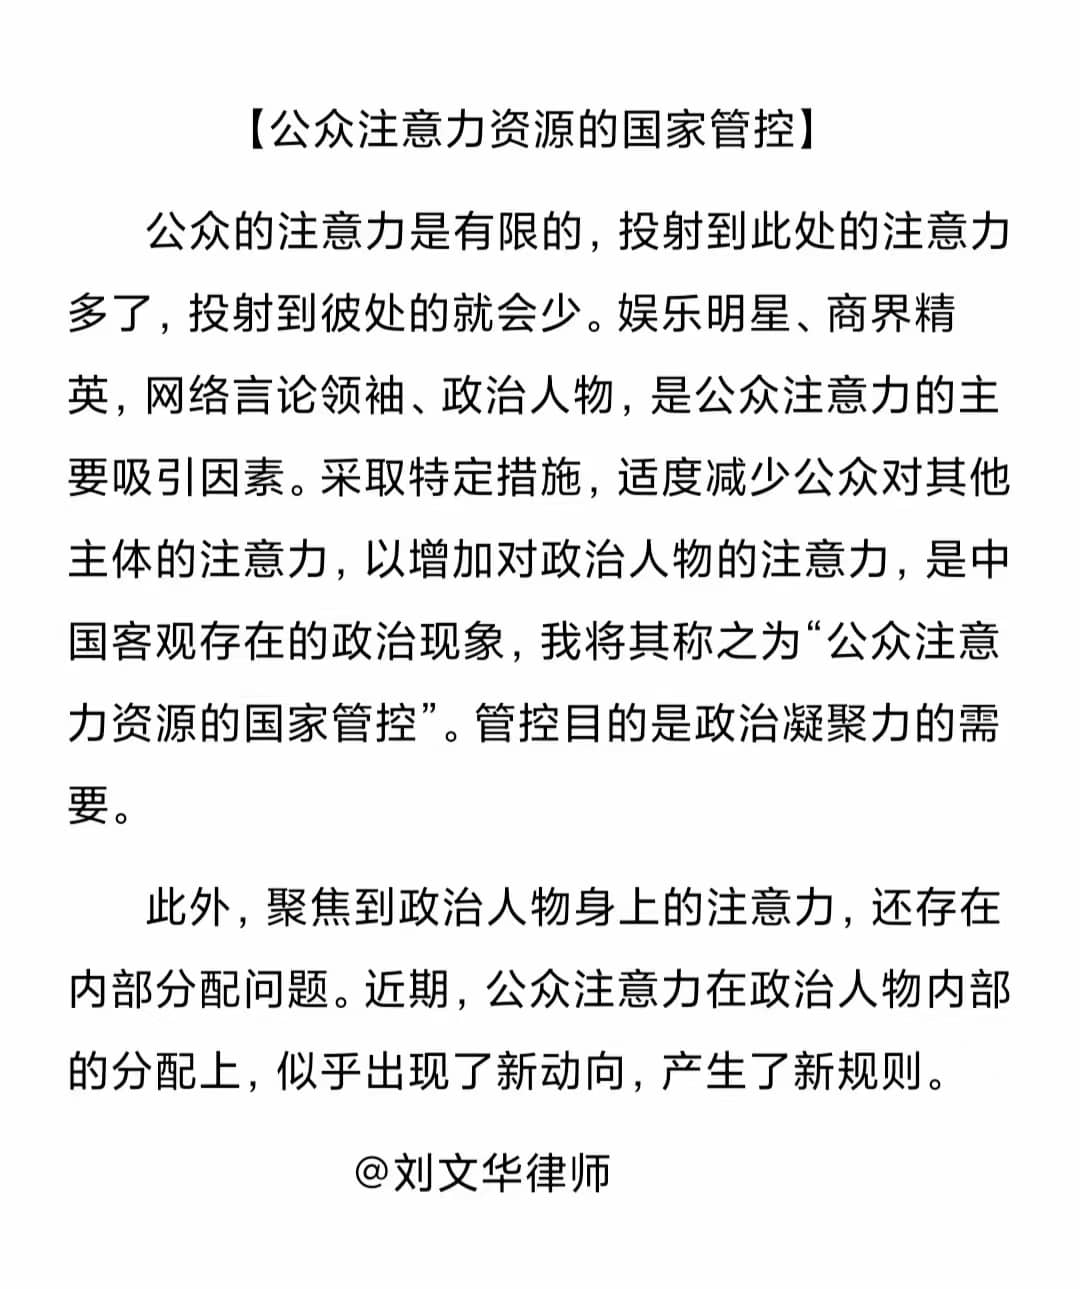 【公众注意力资源的国家管控】
公众的注意力是有限的，投射到此处的注意力
多了，投射到彼处的就会少。娱乐明星、商界精
英，网络言论领袖、政治人物，是公众注意力的主
要吸引因素。采取特定措施，适度减少公众对其他
主体的注意力，以增加对政治人物的注意力，是中
国客观存在的政治现象，我将其称之为“公众注意
力资源的国家管控”。管控目的是政治凝聚力的需
要。
此外，聚焦到政治人物身上的注意力，还存在
内部分配问题。近期，公众注意力在政治人物内部
的分配上，似乎出现了新动向，产生了新规则。
@刘文华律师